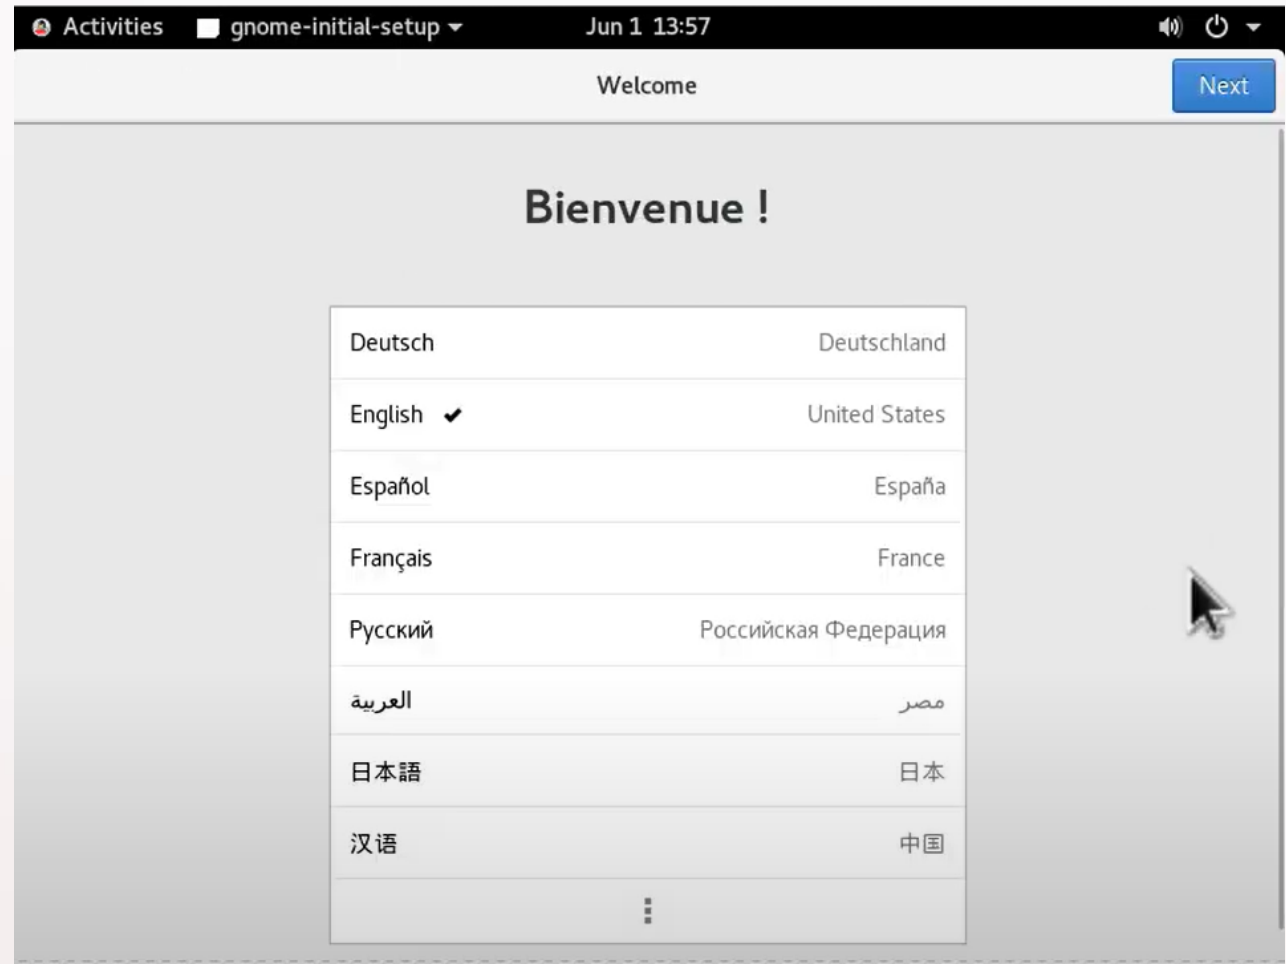 Activities gnome-initial-setup Jun 1 13:57
Welcome Next
Bienvenue !
Deutsch Deutschland
English ✔ United States
Español España
Français France
Русский Российская Федерация
العربية مصر
日本語 日本
汉语 中国